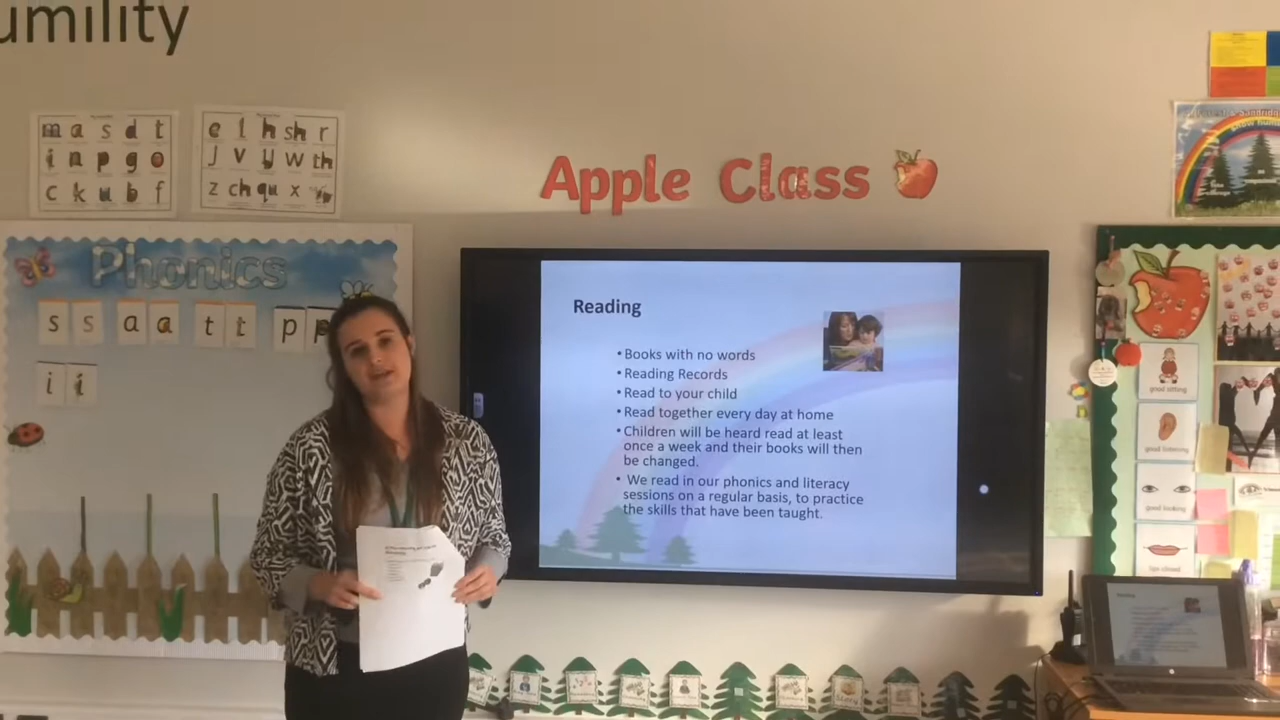 umility
m a s d t
i n p g o
c k u b f
e l h sh r
j v y w th
z ch qu x
Apple Class
Phonics
s s a a t t p p
i i
Reading
• Books with no words
• Reading Records
• Read to your child
• Read together every day at home
• Children will be heard read at least
once a week and their books will then
be changed.
• We read in our phonics and literacy
sessions on a regular basis, to practice
the skills that have been taught.
good sitting
good listening
good looking
lips closed
Reading